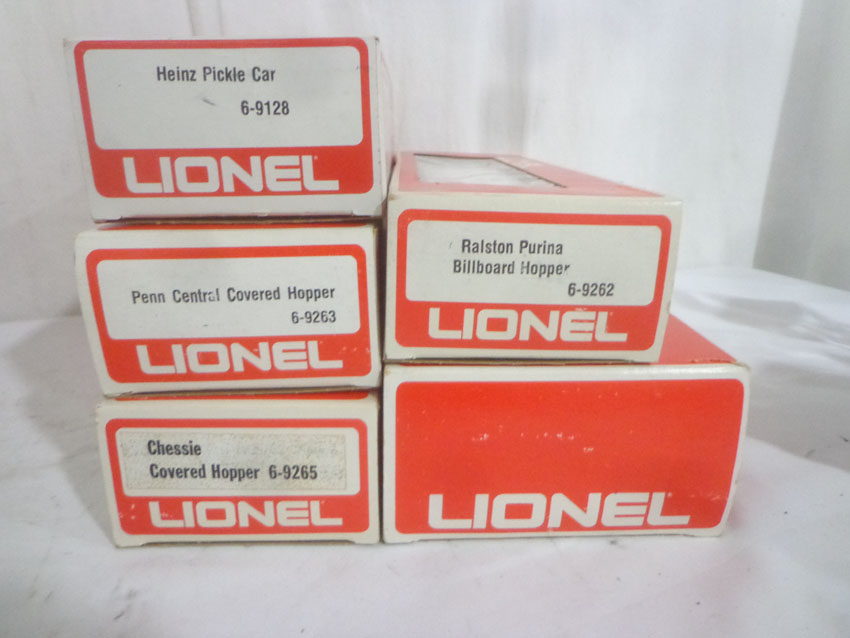 Heinz Pickle Car
6-9128
LIONEL
Penn Central Covered Hopper
6-9263
LIONEL
Chessie
Covered Hopper 6-9265
LIONEL
Ralston Purina
Billboard Hopper
6-9262
LIONEL
LIONEL